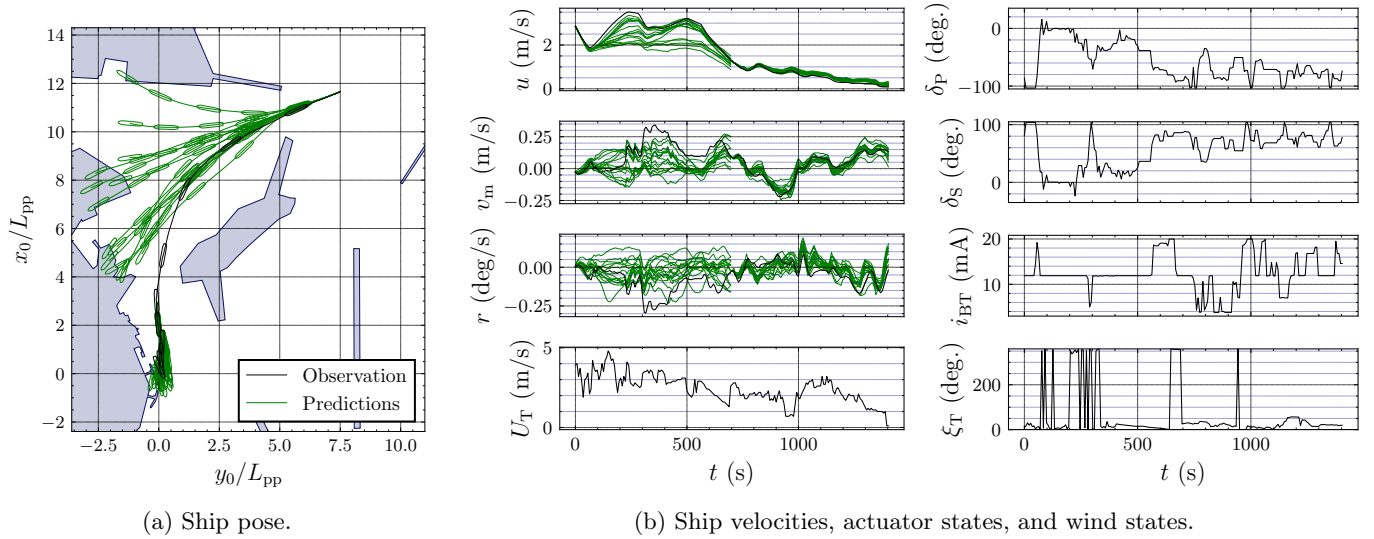 14
12
10
8
6
4
2
0
−2
x₀/Lpp
−2.5 0.0 2.5 5.0 7.5 10.0
y₀/Lpp
Observation
Predictions
(a) Ship pose.
u (m/s)
2
0
vm (m/s)
0.25
0.00
−0.25
r (deg/s)
0.00
−0.25
UT (m/s)
5
0
0 500 1000
t (s)
δP (deg.)
0
−100
δS (deg.)
100
0
iBT (mA)
20
10
ξT (deg.)
200
0
0 500 1000
t (s)
(b) Ship velocities, actuator states, and wind states.